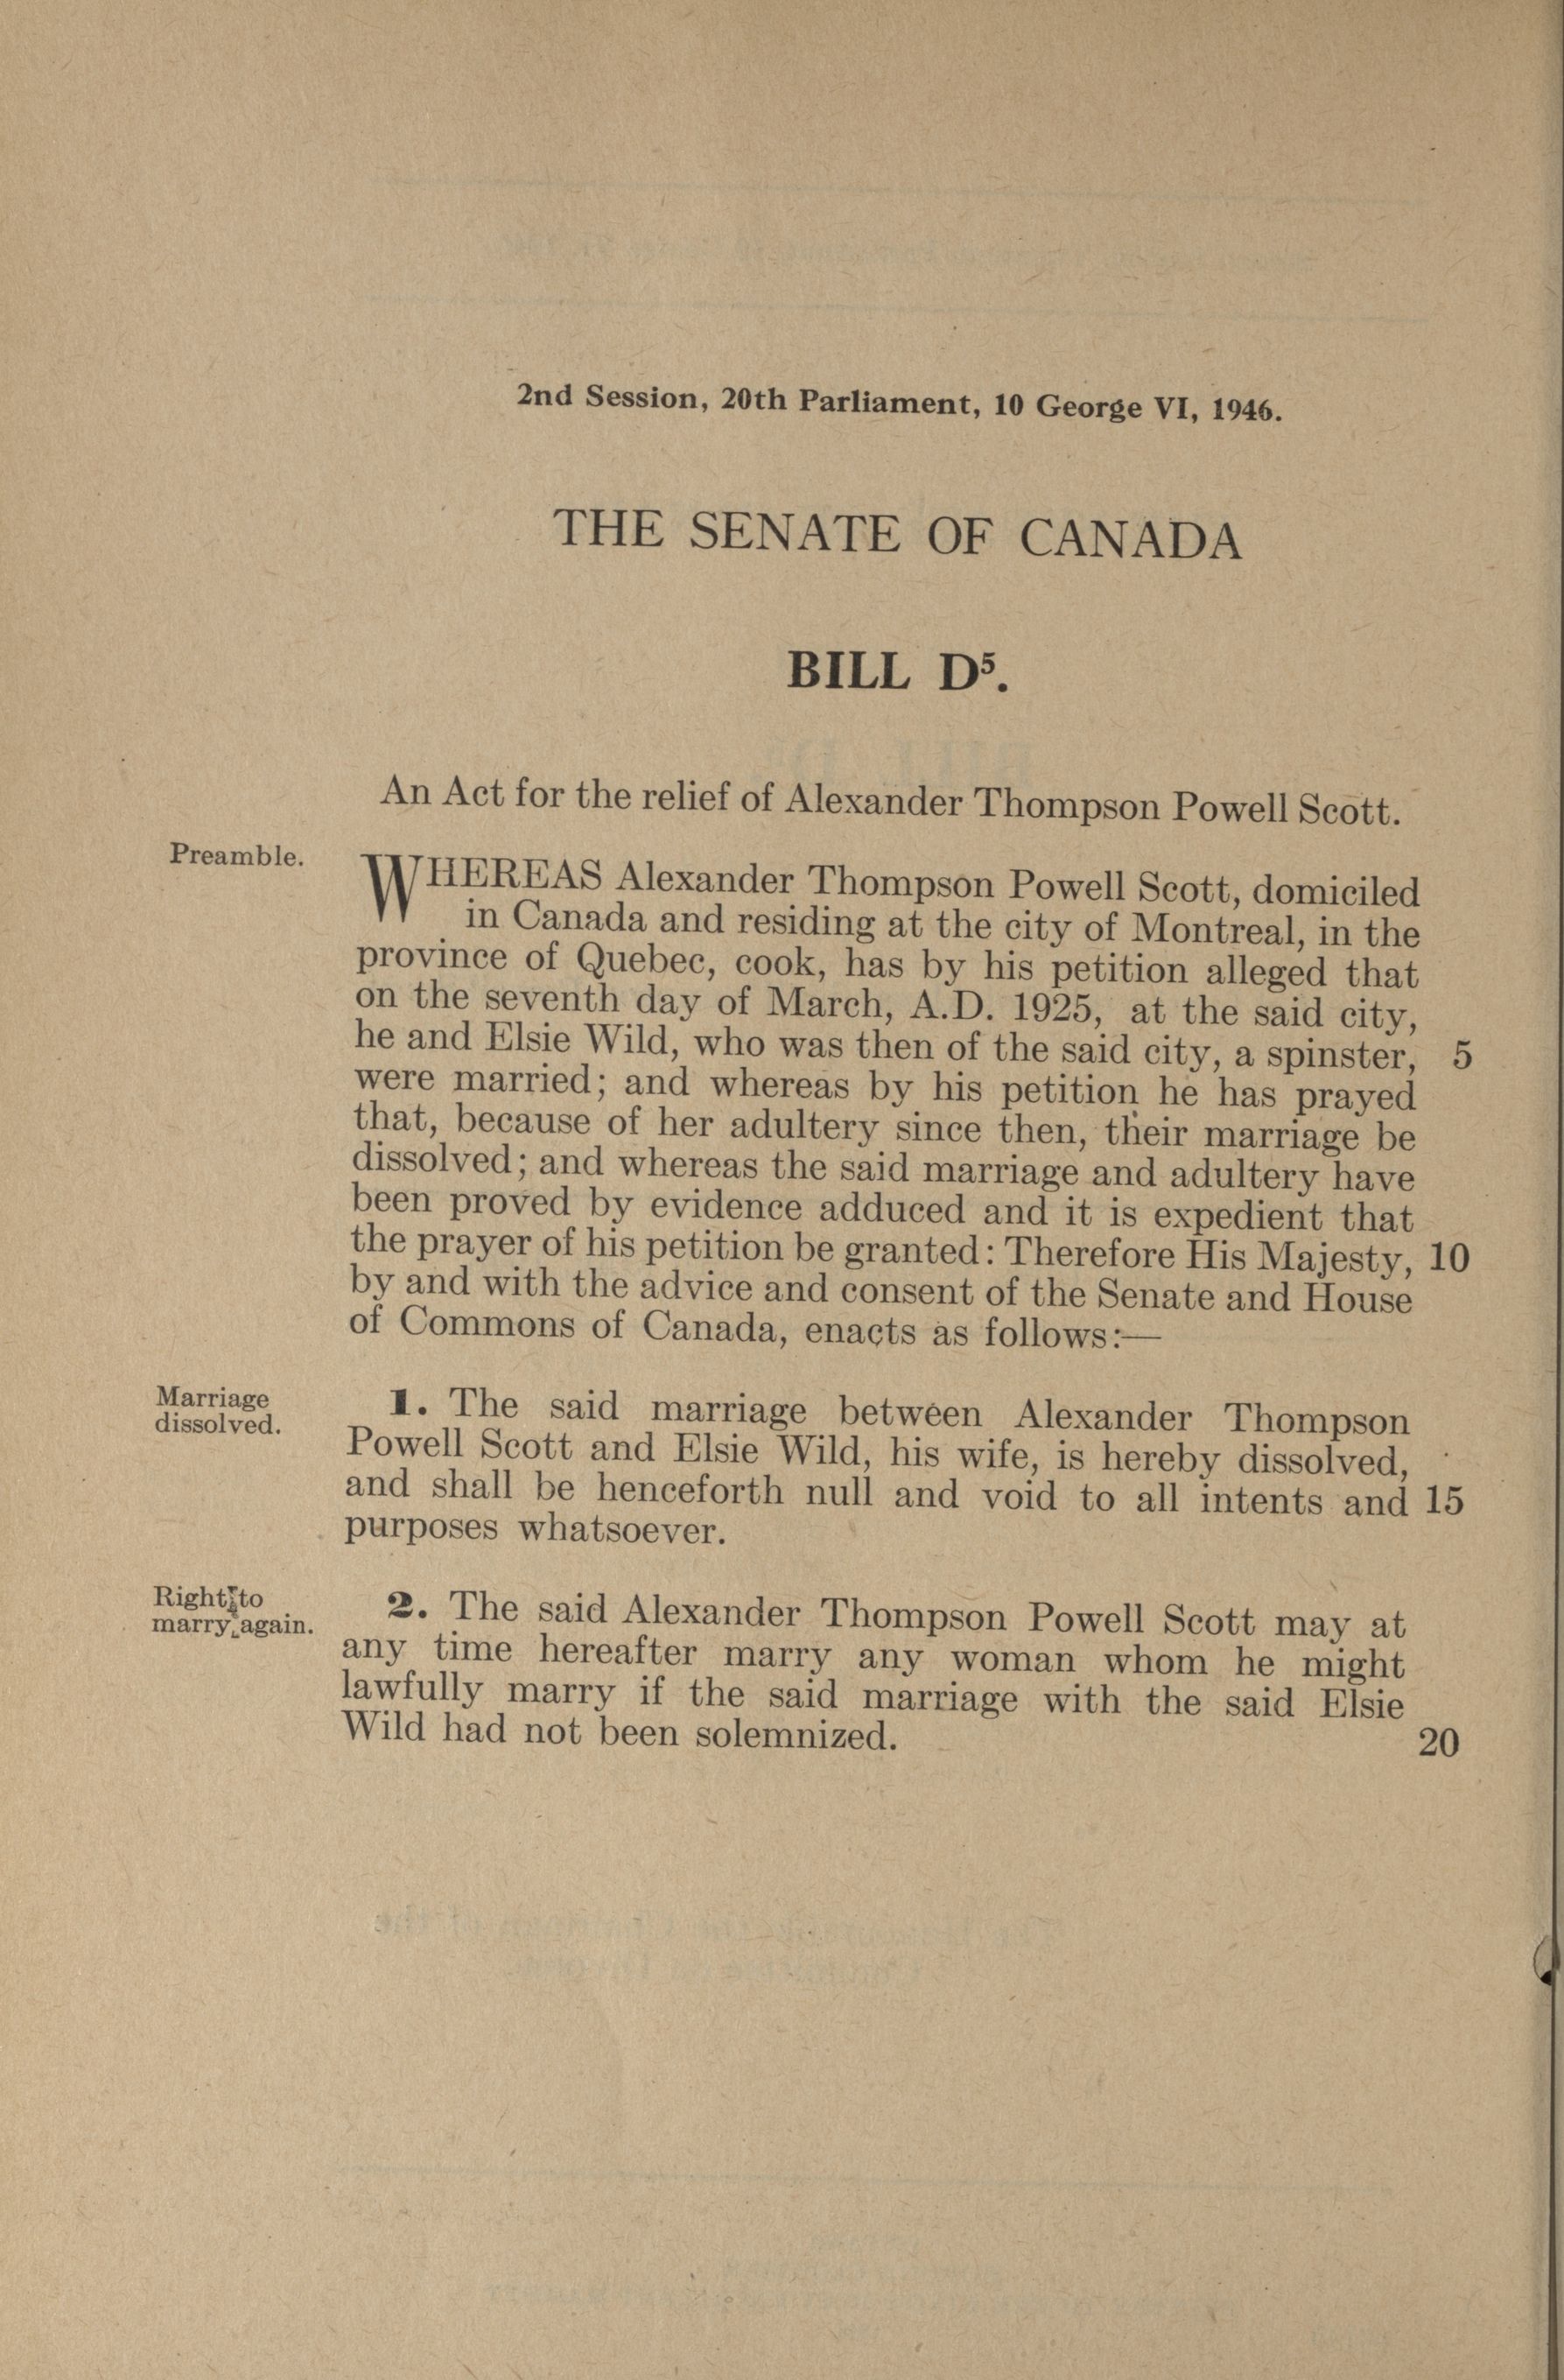 2nd Session, 20th Parliament, 10 George VI, 1946.
THE SENATE OF CANADA
BILL D⁵.
An Act for the relief of Alexander Thompson Powell Scott.
Preamble.
WHEREAS Alexander Thompson Powell Scott, domiciled
in Canada and residing at the city of Montreal, in the
province of Quebec, cook, has by his petition alleged that
on the seventh day of March, A.D. 1925, at the said city,
he and Elsie Wild, who was then of the said city, a spinster, 5
were married; and whereas by his petition he has prayed
that, because of her adultery since then, their marriage be
dissolved; and whereas the said marriage and adultery have
been proved by evidence adduced and it is expedient that
the prayer of his petition be granted: Therefore His Majesty, 10
by and with the advice and consent of the Senate and House
of Commons of Canada, enacts as follows:—
Marriage
dissolved.
1. The said marriage between Alexander Thompson
Powell Scott and Elsie Wild, his wife, is hereby dissolved,
and shall be henceforth null and void to all intents and 15
purposes whatsoever.
Right to
marry again.
2. The said Alexander Thompson Powell Scott may at
any time hereafter marry any woman whom he might
lawfully marry if the said marriage with the said Elsie
Wild had not been solemnized. 20